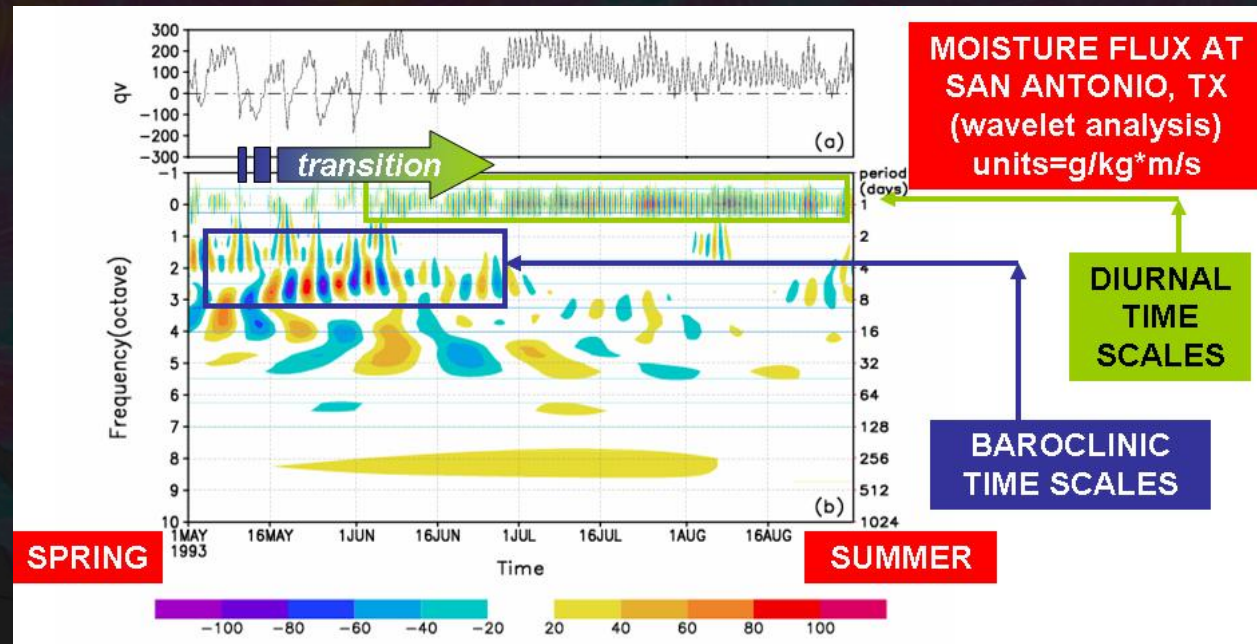 MOISTURE FLUX AT
SAN ANTONIO, TX
(wavelet analysis)
units=g/kg*m/s
300
200
100
0
-100
-200
-300
qv
(a)
transition
-1
0
1
2
3
4
5
6
7
8
9
10
Frequency(octave)
period
(days)
1
2
4
8
16
32
64
128
256
512
1024
(b)
DIURNAL
TIME
SCALES
BAROCLINIC
TIME SCALES
1MAY
1993
16MAY
1JUN
16JUN
1JUL
16JUL
1AUG
16AUG
Time
SPRING
SUMMER
-100 -80 -60 -40 -20 20 40 60 80 100